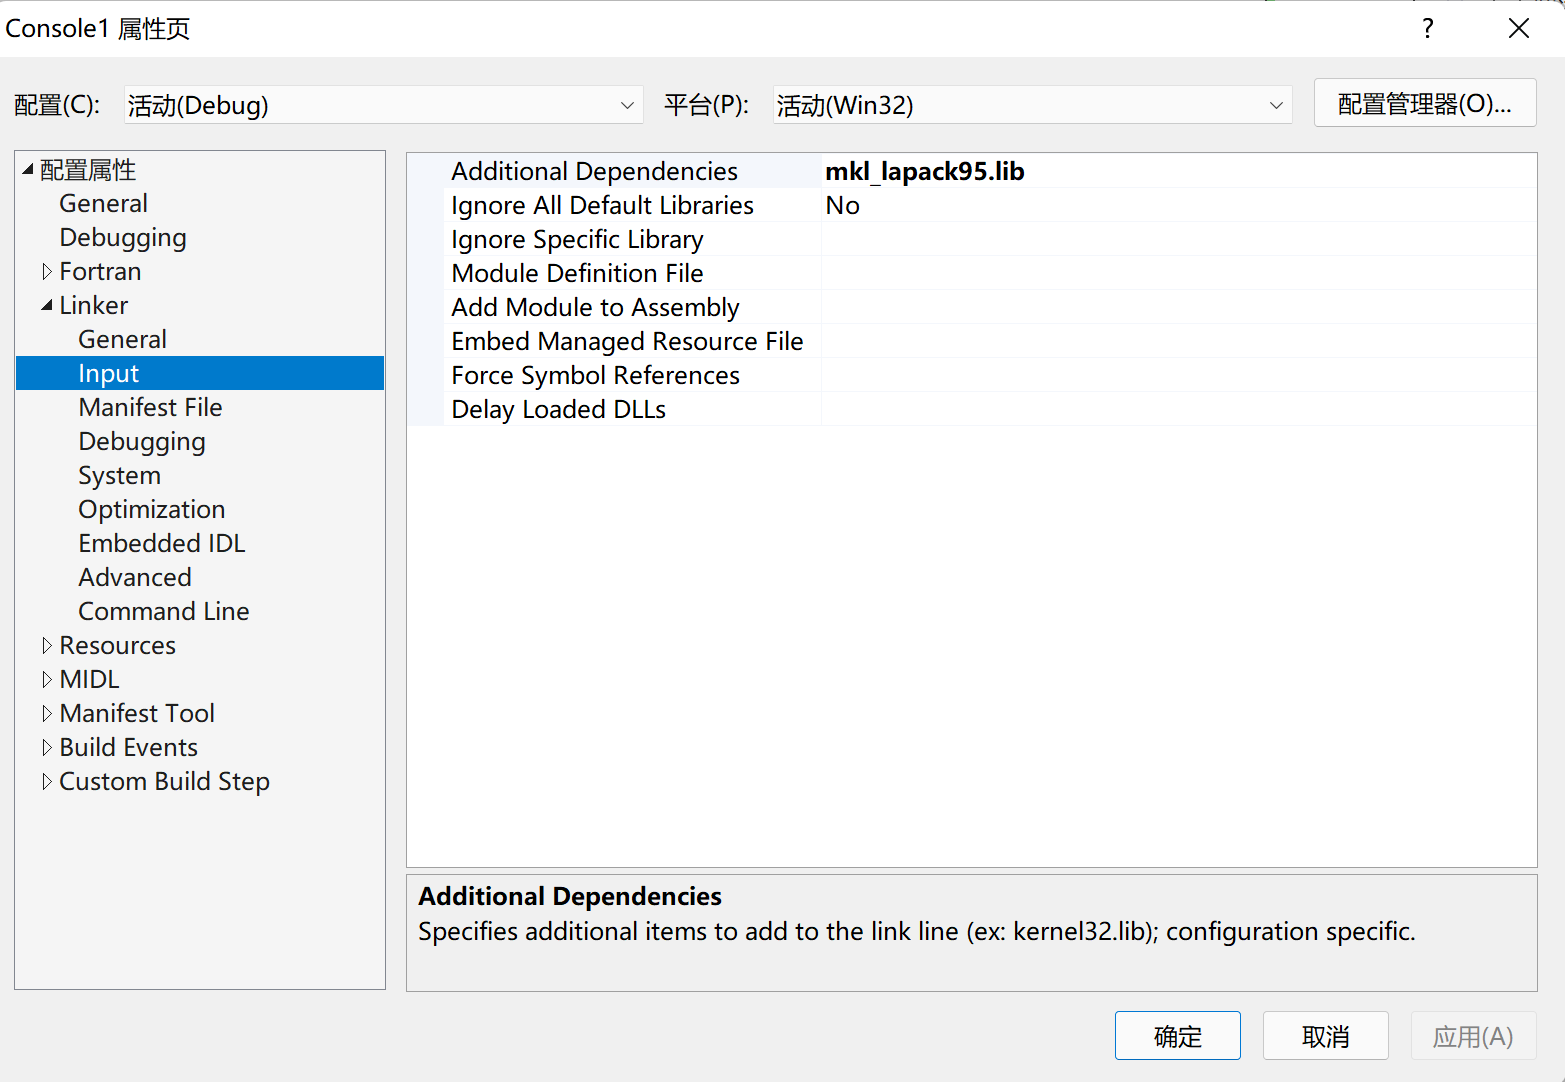 Console1 属性页
?
配置(C): 活动(Debug) 平台(P): 活动(Win32) 配置管理器(O)...
配置属性
General
Debugging
Fortran
Linker
General
Input
Manifest File
Debugging
System
Optimization
Embedded IDL
Advanced
Command Line
Resources
MIDL
Manifest Tool
Build Events
Custom Build Step
Additional Dependencies mkl_lapack95.lib
Ignore All Default Libraries No
Ignore Specific Library
Module Definition File
Add Module to Assembly
Embed Managed Resource File
Force Symbol References
Delay Loaded DLLs
Additional Dependencies
Specifies additional items to add to the link line (ex: kernel32.lib); configuration specific.
确定 取消 应用(A)